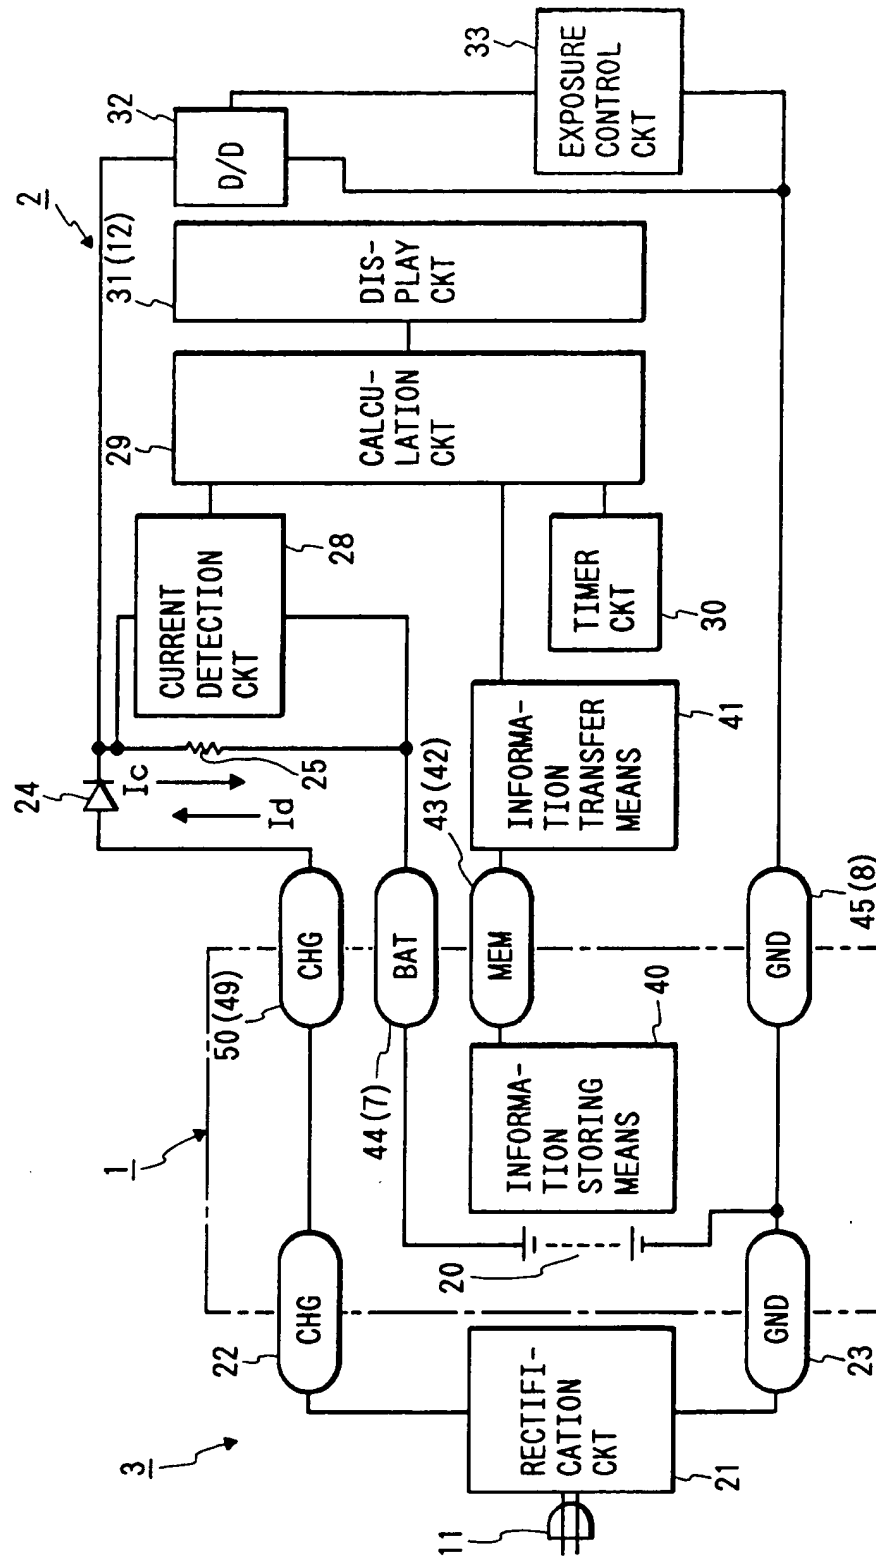 3
11
RECTIFI-
CATION
CKT
21
22
CHG
GND
23
1
20
50(49)
CHG
44(7)
BAT
INFORMA-
TION
STORING
MEANS
40
MEM
43(42)
GND
45(8)
INFORMA-
TION
TRANSFER
MEANS
41
24
Ic
Id
25
CURRENT
DETECTION
CKT
28
TIMER
CKT
30
29
CALCU-
LATION
CKT
31(12)
DIS-
PLAY
CKT
2
32
D/D
33
EXPOSURE
CONTROL
CKT